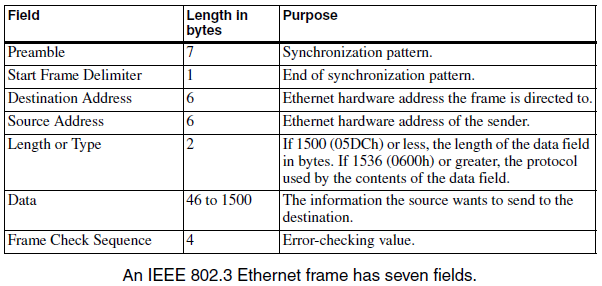 Field Length in bytes Purpose
Preamble 7 Synchronization pattern.
Start Frame Delimiter 1 End of synchronization pattern.
Destination Address 6 Ethernet hardware address the frame is directed to.
Source Address 6 Ethernet hardware address of the sender.
Length or Type 2 If 1500 (05DCh) or less, the length of the data field
in bytes. If 1536 (0600h) or greater, the protocol
used by the contents of the data field.
Data 46 to 1500 The information the source wants to send to the
destination.
Frame Check Sequence 4 Error-checking value.
An IEEE 802.3 Ethernet frame has seven fields.